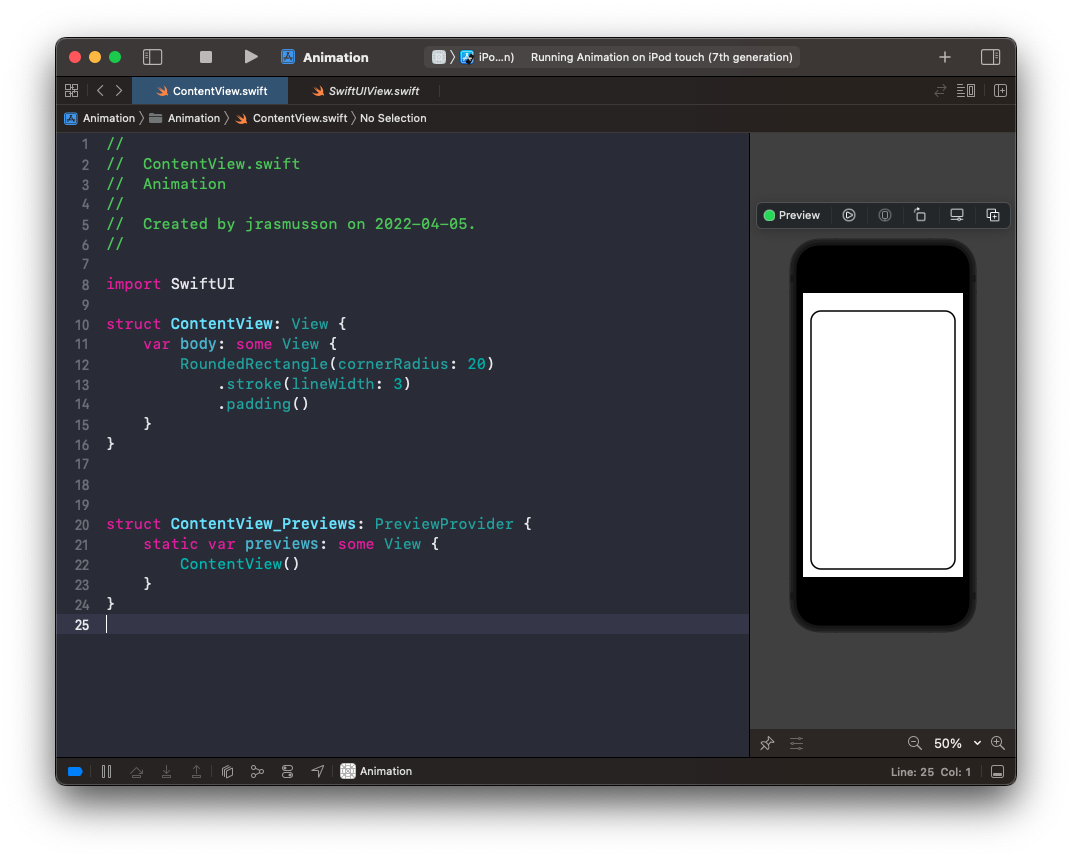 Animation
iPo...n)
Running Animation on iPod touch (7th generation)
ContentView.swift
SwiftUIView.swift
Animation
Animation
ContentView.swift
No Selection
1 //
2 //  ContentView.swift
3 //  Animation
4 //
5 //  Created by jrasmusson on 2022-04-05.
6 //
7
8 import SwiftUI
9
10 struct ContentView: View {
11     var body: some View {
12         RoundedRectangle(cornerRadius: 20)
13             .stroke(lineWidth: 3)
14             .padding()
15     }
16 }
17
18
19
20 struct ContentView_Previews: PreviewProvider {
21     static var previews: some View {
22         ContentView()
23     }
24 }
25
Preview
50%
Animation
Line: 25 Col: 1